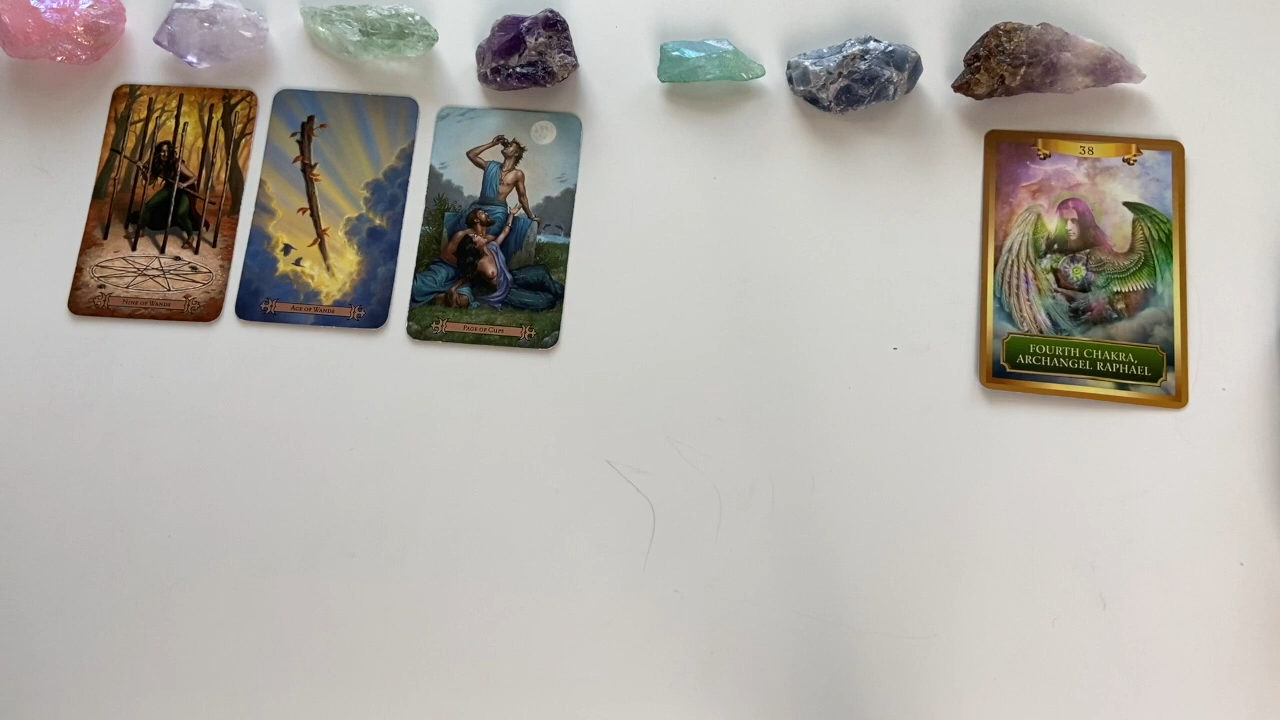 NINE OF WANDS
ACE OF WANDS
PAGE OF CUPS
38
FOURTH CHAKRA,
ARCHANGEL RAPHAEL